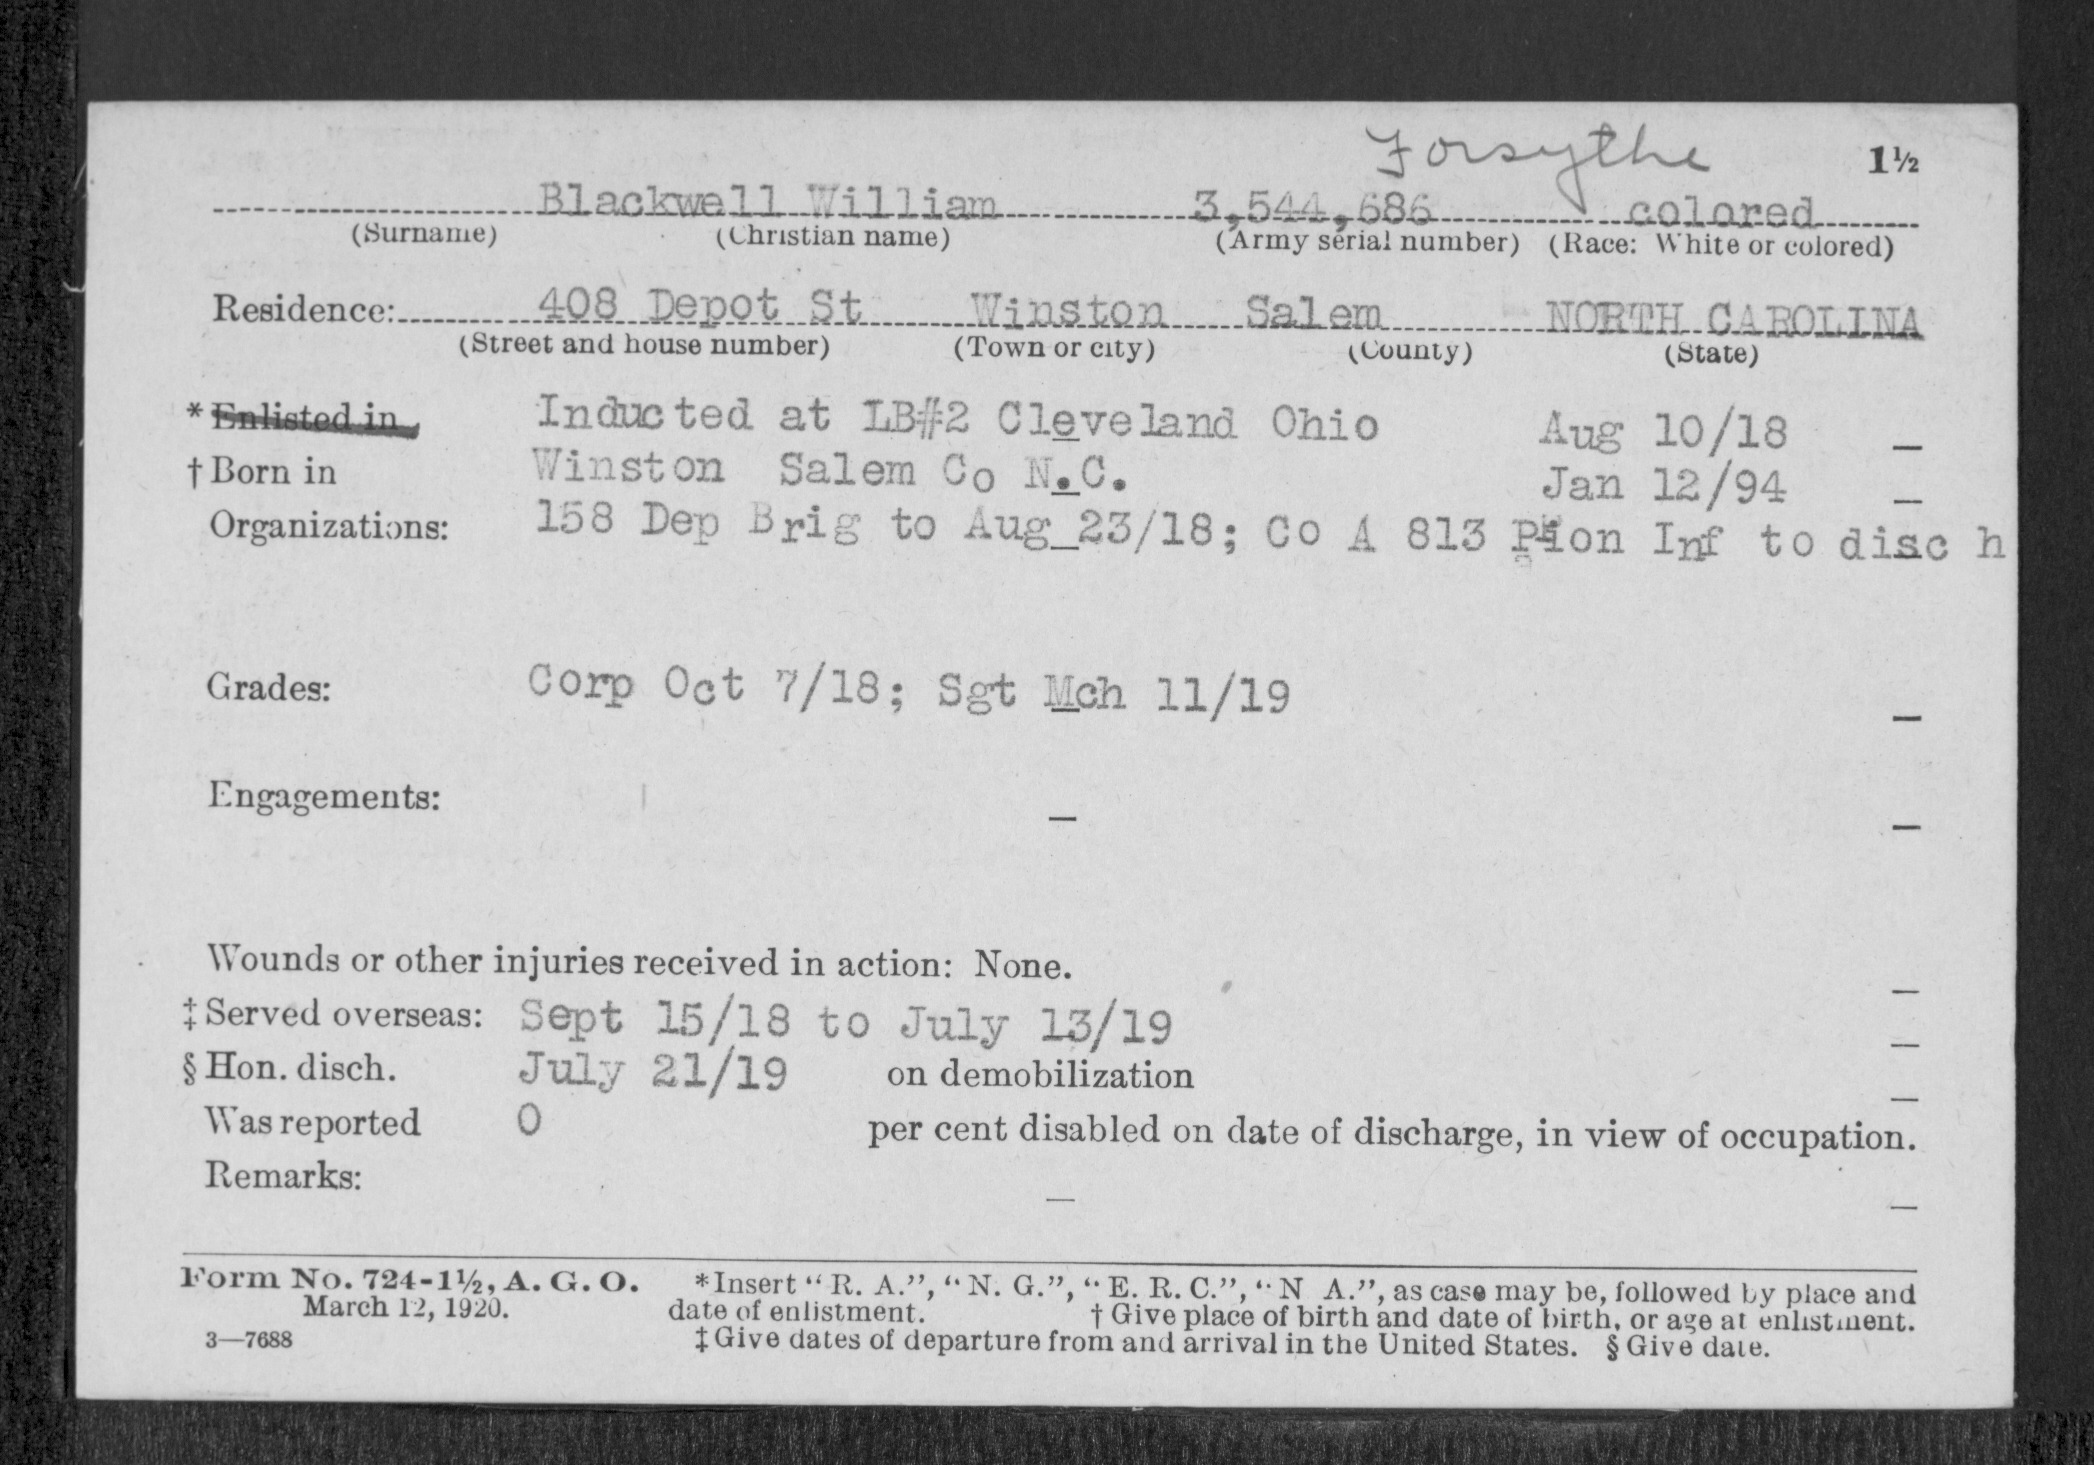 Forsythe 1½
Blackwell William 3,544,686 colored
(Surname) (Christian name) (Army serial number) (Race: White or colored)
Residence: 408 Depot St Winston Salem NORTH CAROLINA
(Street and house number) (Town or city) (County) (State)
* Enlisted in Inducted at LB#2 Cleveland Ohio Aug 10/18 –
† Born in Winston Salem Co N.C. Jan 12/94 –
Organizations: 158 Dep Brig to Aug 23/18; Co A 813 Pion Inf to disc h
Grades: Corp Oct 7/18; Sgt Mch 11/19 –
Engagements: – –
Wounds or other injuries received in action: None. –
‡ Served overseas: Sept 15/18 to July 13/19 –
§ Hon. disch. July 21/19 on demobilization –
Was reported 0 per cent disabled on date of discharge, in view of occupation.
Remarks: – –
Form No. 724-1½, A. G. O. *Insert “R. A.”, “N. G.”, “E. R. C.”, “N A.”, as case may be, followed by place and
March 12, 1920. date of enlistment. † Give place of birth and date of birth, or age at enlistment.
3—7688 ‡ Give dates of departure from and arrival in the United States. § Give date.